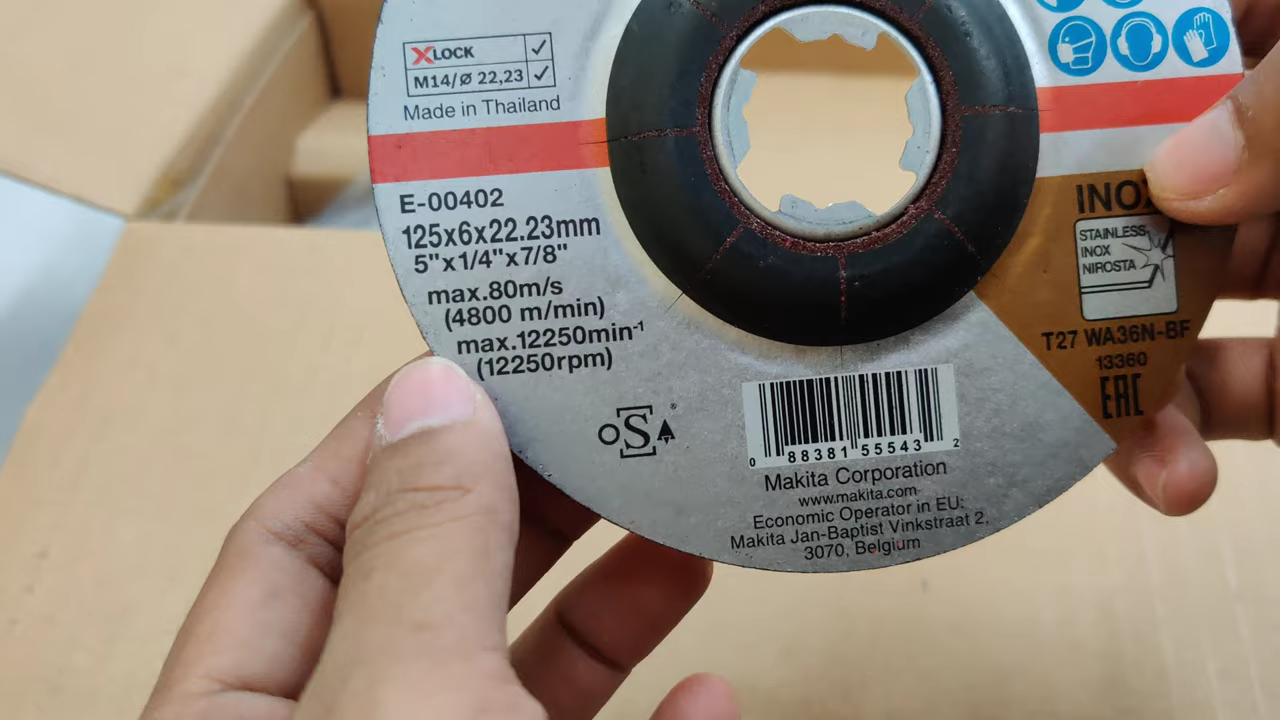 XLOCK ✓
M14/Ø 22,23 ✓
Made in Thailand
E-00402
125x6x22.23mm
5"x1/4"x7/8"
max.80m/s
(4800 m/min)
max.12250min-1
(12250rpm)
oSA®
0 88381 55543 2
Makita Corporation
www.makita.com
Economic Operator in EU:
Makita Jan-Baptist Vinkstraat 2,
3070, Belgium
INOX
STAINLESS
INOX
NIROSTA
T27 WA36N-BF
13360
EAC